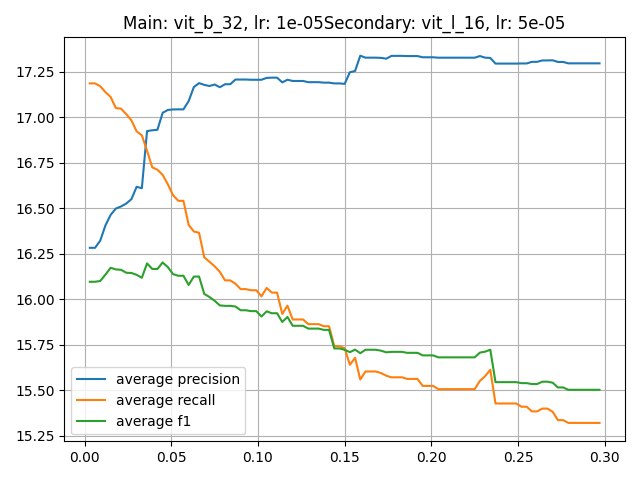 Main: vit_b_32, lr: 1e-05Secondary: vit_l_16, lr: 5e-05
17.25
17.00
16.75
16.50
16.25
16.00
15.75
15.50
15.25
average precision
average recall
average f1
0.00 0.05 0.10 0.15 0.20 0.25 0.30